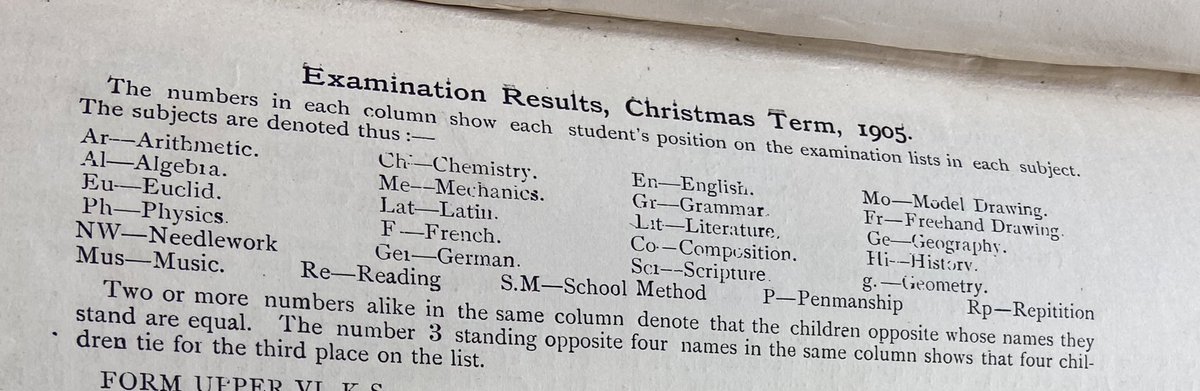 Examination Results, Christmas Term, 1905.
The numbers in each column show each student's position on the examination lists in each subject.
The subjects are denoted thus :—
Ar—Arithmetic.
Al—Algebra.
Eu—Euclid.
Ph—Physics.
NW—Needlework
Mus—Music.
Ch—Chemistry.
Me—Mechanics.
Lat—Latin.
F—French.
Ger—German.
En—English.
Gr—Grammar.
Lit—Literature.
Co—Composition.
Scr—Scripture
Mo—Model Drawing.
Fr—Freehand Drawing.
Ge—Geography.
Hi—History.
g.—Geometry.
Re—Reading S.M—School Method P—Penmanship Rp—Repitition
Two or more numbers alike in the same column denote that the children opposite whose names they
stand are equal. The number 3 standing opposite four names in the same column shows that four chil-
dren tie for the third place on the list.
FORM UPPER VI. K.S.